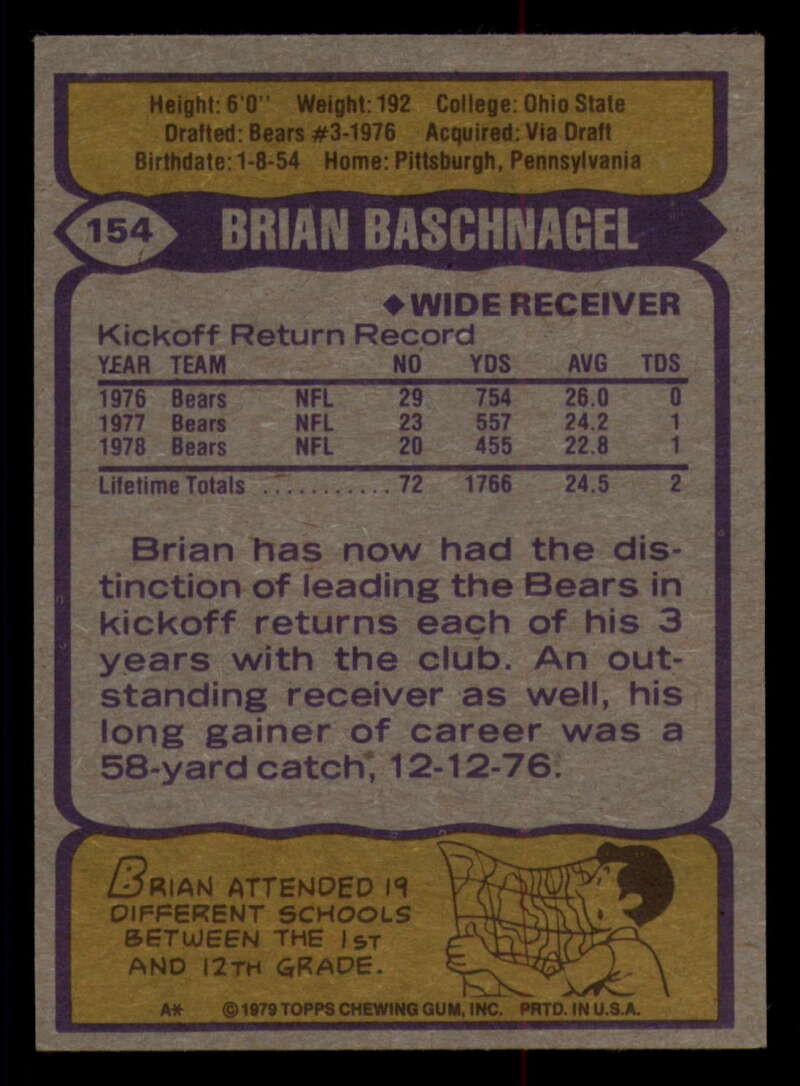 Height: 6'0" Weight: 192 College: Ohio State
Drafted: Bears #3-1976 Acquired: Via Draft
Birthdate: 1-8-54 Home: Pittsburgh, Pennsylvania
154 BRIAN BASCHNAGEL
◆WIDE RECEIVER
Kickoff Return Record
YEAR TEAM NO YDS AVG TDS
1976 Bears NFL 29 754 26.0 0
1977 Bears NFL 23 557 24.2 1
1978 Bears NFL 20 455 22.8 1
Lifetime Totals ........... 72 1766 24.5 2
Brian has now had the dis-
tinction of leading the Bears in
kickoff returns each of his 3
years with the club. An out-
standing receiver as well, his
long gainer of career was a
58-yard catch, 12-12-76.
BRIAN ATTENDED 19
DIFFERENT SCHOOLS
BETWEEN THE 1ST
AND 12TH GRADE.
A* ©1979 TOPPS CHEWING GUM, INC. PRTD. IN U.S.A.